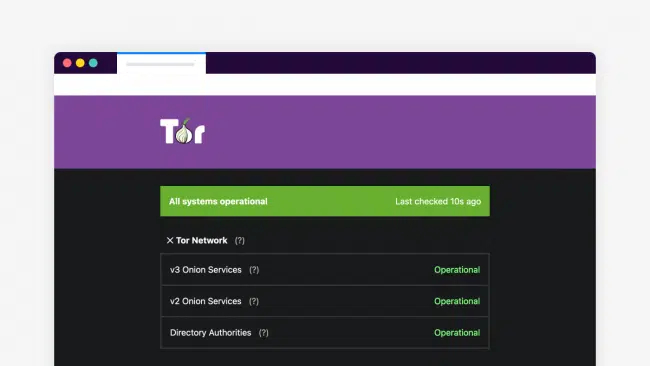 Tor
All systems operational Last checked 10s ago
× Tor Network (?)
v3 Onion Services (?) Operational
v2 Onion Services (?) Operational
Directory Authorities (?) Operational